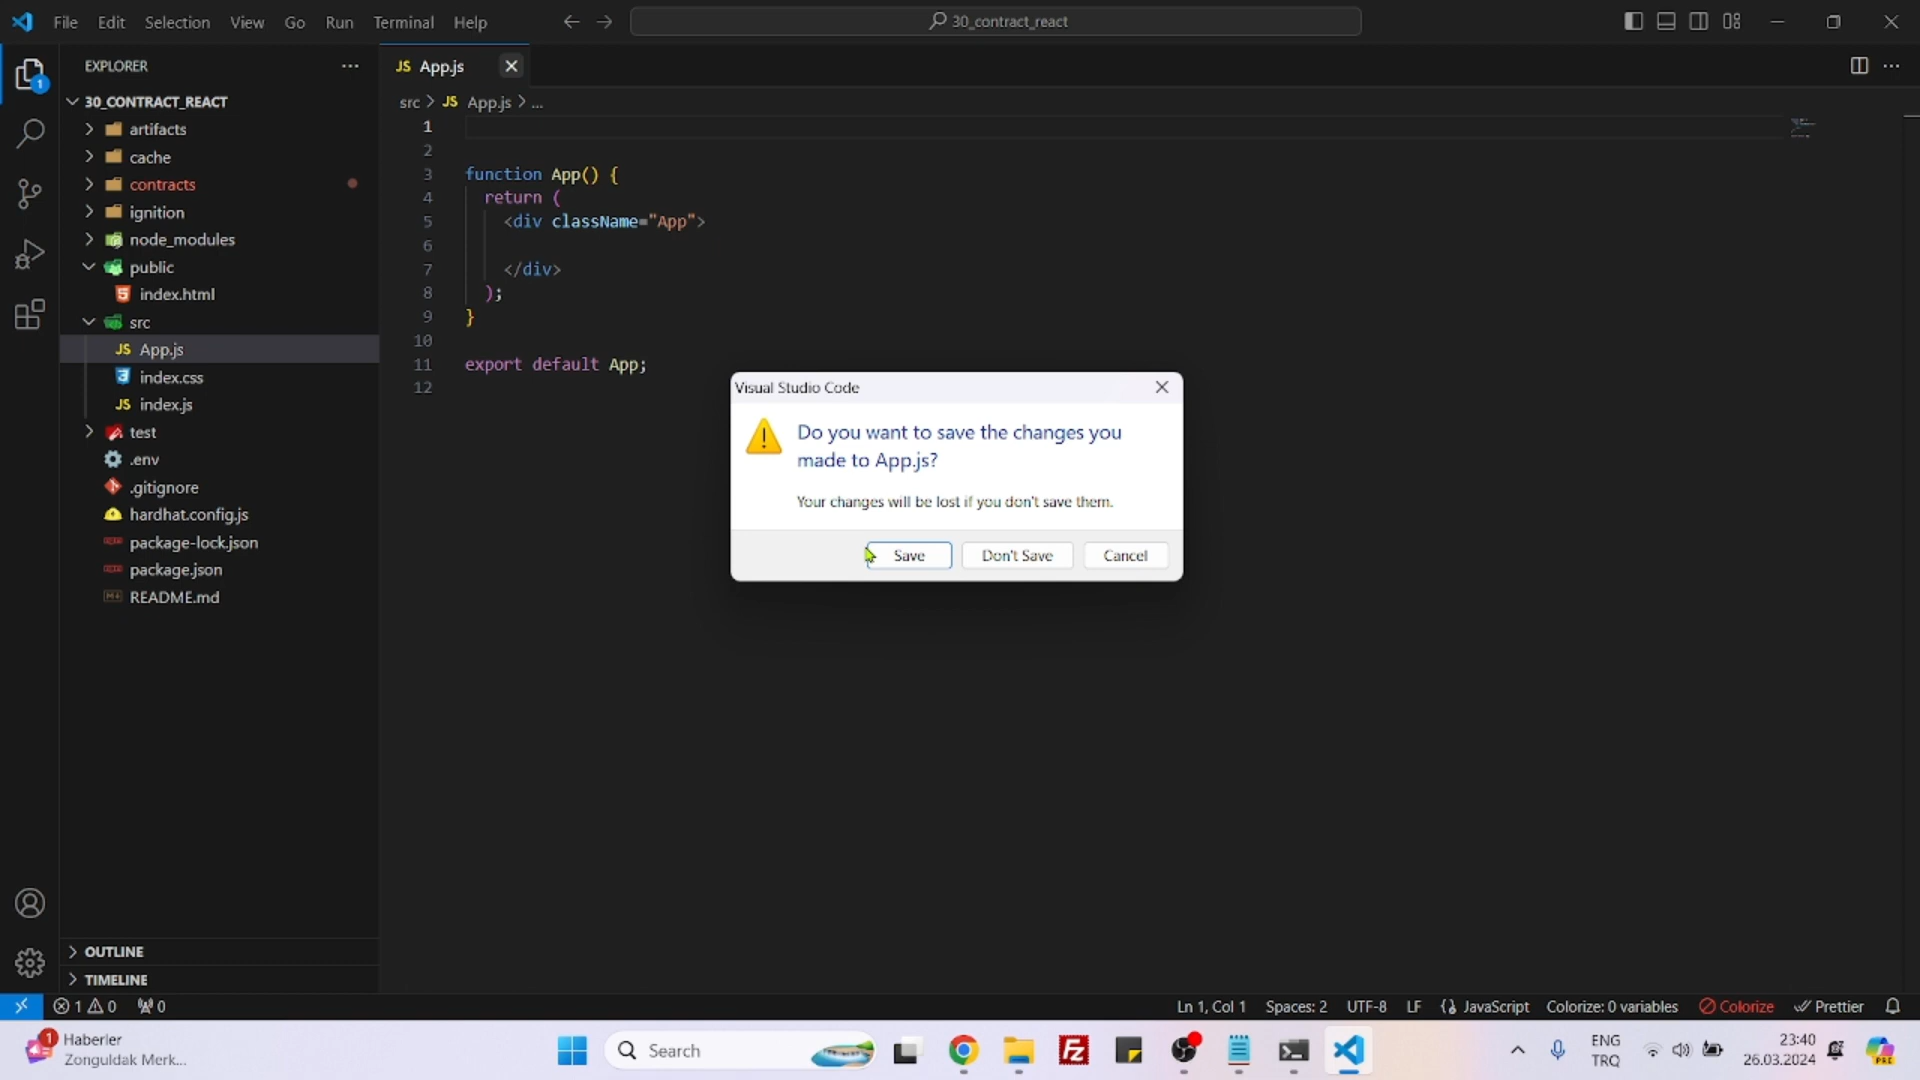 File Edit Selection View Go Run Terminal Help
30_contract_react
EXPLORER
1
30_CONTRACT_REACT
artifacts
cache
contracts
ignition
node_modules
public
index.html
src
JS App.js
index.css
JS index.js
test
.env
.gitignore
hardhat.config.js
package-lock.json
package.json
README.md
OUTLINE
TIMELINE
JS App.js
src > JS App.js > ...
1
2
3 function App() {
4 return (
5 <div className="App">
6
7 </div>
8 );
9 }
10
11 export default App;
12
Visual Studio Code
Do you want to save the changes you
made to App.js?
Your changes will be lost if you don't save them.
Save Don't Save Cancel
1 0 0
Ln 1, Col 1 Spaces: 2 UTF-8 LF {} JavaScript Colorize: 0 variables Colorize Prettier
1 Haberler
Zonguldak Merk...
Search
ENG
TRQ
23:40
26.03.2024
PRE